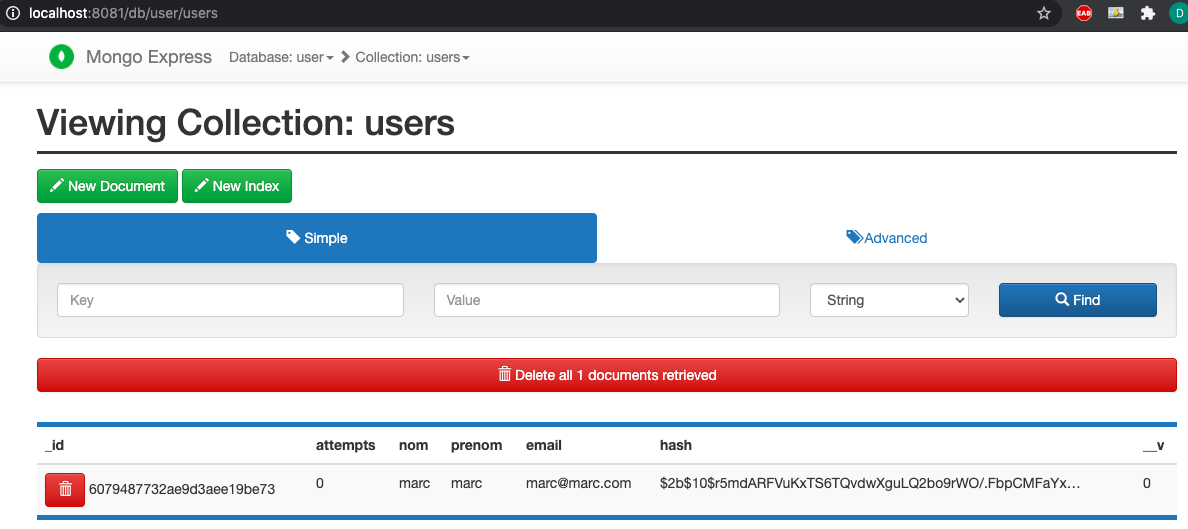 localhost:8081/db/user/users
EAB
D
Mongo Express Database: user Collection: users
Viewing Collection: users
New Document New Index
Simple Advanced
Key Value String Find
Delete all 1 documents retrieved
_id attempts nom prenom email hash __v
6079487732ae9d3aee19be73 0 marc marc marc@marc.com $2b$10$r5mdARFVuKxTS6TQvdwXguLQ2bo9rWO/.FbpCMFaYx... 0